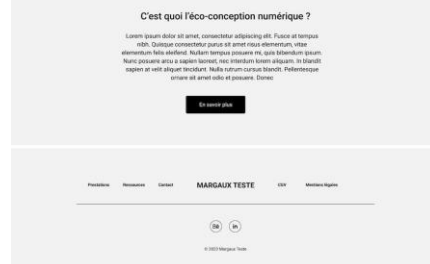 C'est quoi l'éco-conception numérique ?
Lorem ipsum dolor sit amet, consectetur adipiscing elit. Fusce at tempus
nibh. Quisque consectetur purus sit amet risus elementum, vitae
elementum felis eleifend. Nullam tempus posuere mi, quis bibendum ipsum.
Nunc posuere arcu a sapien laoreet, nec interdum lorem aliquam. In blandit
sapien at velit aliquet tincidunt. Nulla rutrum cursus blandit. Pellentesque
ornare sit amet odio et posuere. Donec
En savoir plus
Prestations Ressources Contact MARGAUX TESTE CGV Mentions légales
Bē in
© 2023 Margaux Teste